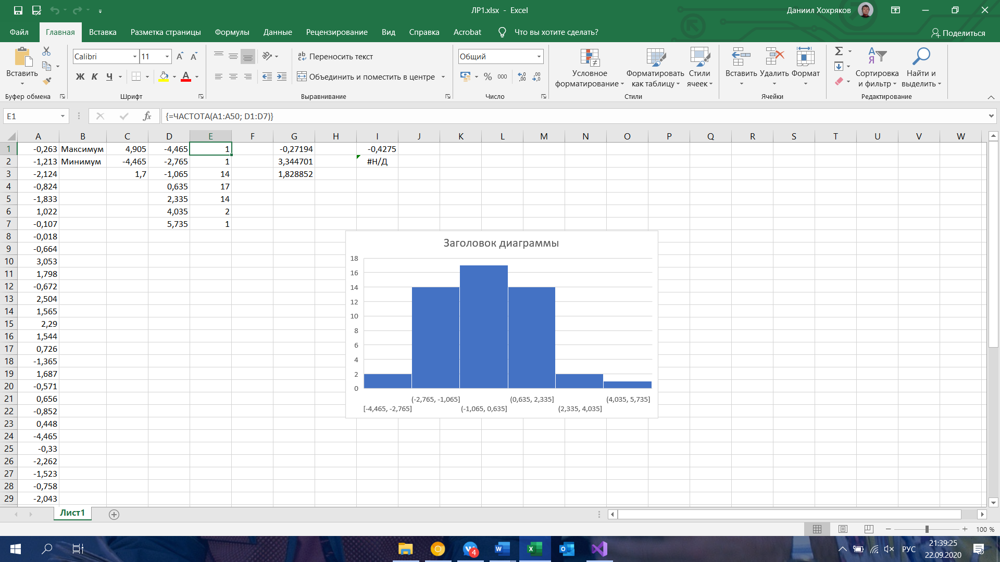 ЛР1.xlsx - Excel
Даниил Хохряков
Файл Главная Вставка Разметка страницы Формулы Данные Рецензирование Вид Справка Acrobat Что вы хотите сделать? Поделиться
Calibri 11 Переносить текст Общий
Вставить
Ж К Ч А Объединить и поместить в центре % 000
Условное форматирование
Форматировать как таблицу
Стили ячеек
Вставить Удалить Формат
Сортировка и фильтр
Найти и выделить
Буфер обмена Шрифт Выравнивание Число Стили Ячейки Редактирование
E1 fx {=ЧАСТОТА(A1:A50; D1:D7)}
A B C D E F G H I J K L M N O P Q R S T U V W
1 -0,263 Максимум 4,905 -4,465 1 -0,27194 -0,4275
2 -1,213 Минимум -4,465 -2,765 1 3,344701 #Н/Д
3 -2,124 1,7 -1,065 14 1,828852
4 -0,824 0,635 17
5 -1,833 2,335 14
6 1,022 4,035 2
7 -0,107 5,735 1
8 -0,018
9 -0,664
10 3,053
11 1,798
12 -0,672
13 2,504
14 1,565
15 2,29
16 1,544
17 0,726
18 -1,365
19 1,687
20 -0,571
21 0,656
22 -0,852
23 0,448
24 -4,465
25 -0,33
26 -2,262
27 -1,523
28 -0,758
29 -2,043
Заголовок диаграммы
18
16
14
12
10
8
6
4
2
0
(-2,765, -1,065] (0,635, 2,335] (4,035, 5,735]
[-4,465, -2,765] (-1,065, 0,635] (2,335, 4,035]
Лист1
100 %
4
РУС
21:39:25
22.09.2020